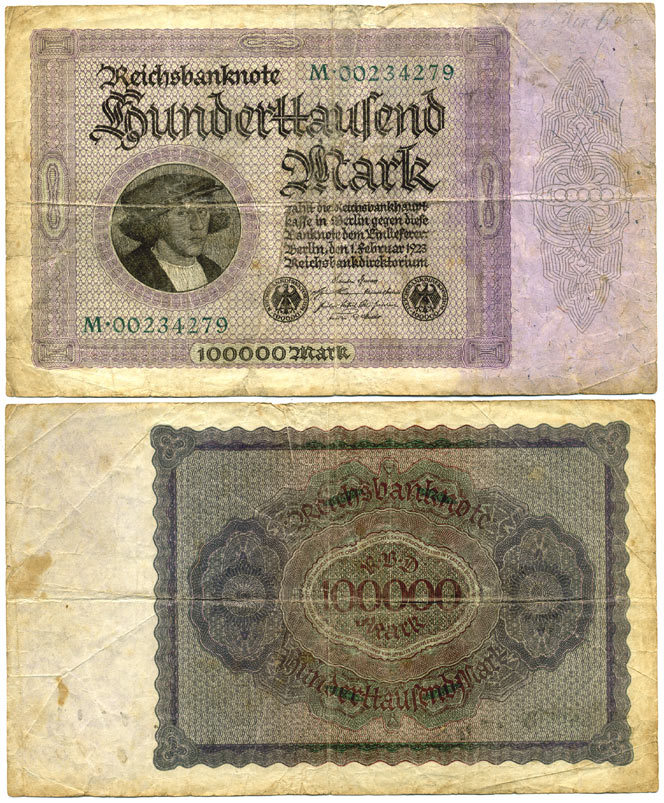 Reichsbanknote M·00234279
Hunderttausend
Mark
zahlt die Reichsbankhaupt-
kasse in Berlin gegen diese
Banknote dem Einlieferer
Berlin, den 1. Februar 1923
Reichsbankdirektorium
M·00234279
100000 Mark
Reichsbanknote
RBD
100000
Mark
Hunderttausend Mark